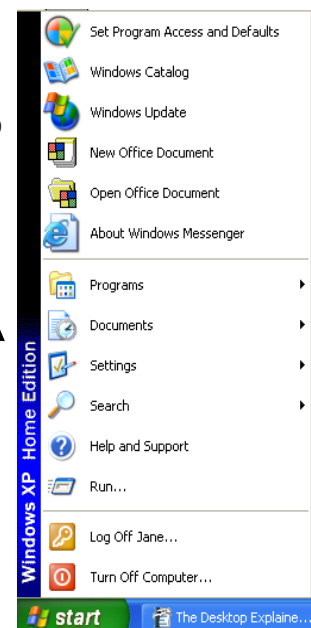 Set Program Access and Defaults
Windows Catalog
Windows Update
New Office Document
Open Office Document
About Windows Messenger
Programs
Documents
Settings
Search
Help and Support
Run...
Log Off Jane...
Turn Off Computer...
Windows XP Home Edition
start
The Desktop Explaine...